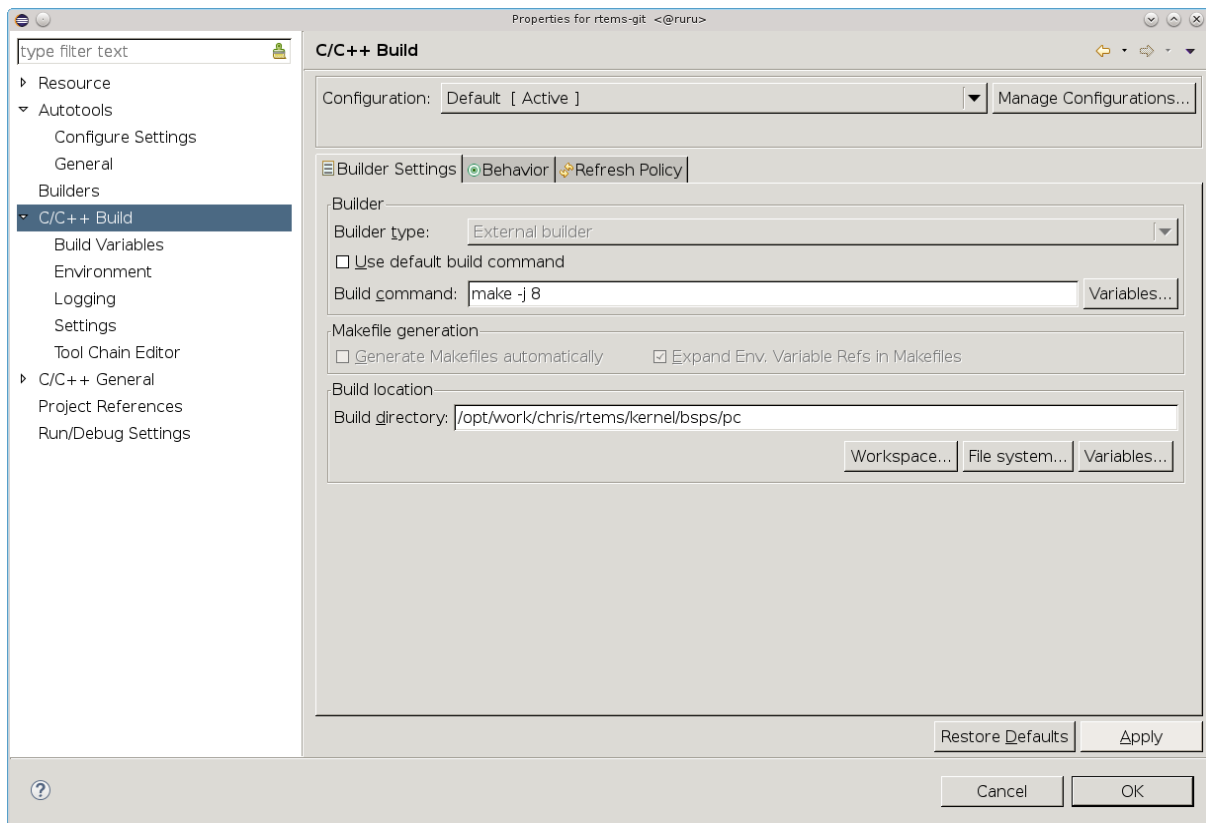 Properties for rtems-git <@ruru>
type filter text
C/C++ Build
Resource
Autotools
Configure Settings
General
Builders
C/C++ Build
Build Variables
Environment
Logging
Settings
Tool Chain Editor
C/C++ General
Project References
Run/Debug Settings
Configuration: Default [ Active ] Manage Configurations...
Builder Settings Behavior Refresh Policy
Builder
Builder type: External builder
Use default build command
Build command: make -j 8 Variables...
Makefile generation
Generate Makefiles automatically Expand Env. Variable Refs in Makefiles
Build location
Build directory: /opt/work/chris/rtems/kernel/bsps/pc
Workspace... File system... Variables...
Restore Defaults Apply
? Cancel OK